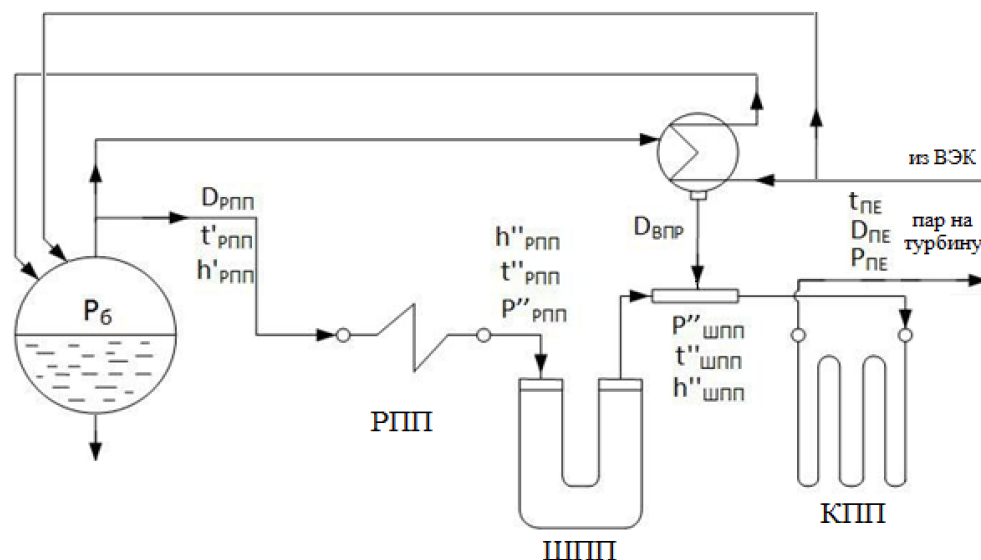 из ВЭК
tПЕ
DПЕ
PПЕ
пар на
турбину
DРПП
t'РПП
h'РПП
DВПР
h''РПП
t''РПП
P''РПП
Pб
P''ШПП
t''ШПП
h''ШПП
РПП
ШПП
КПП